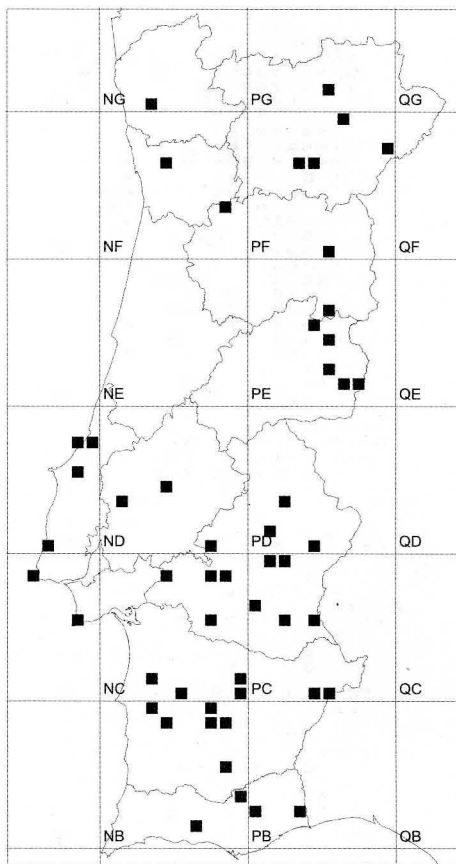 NG PG QG
NF PF QF
NE PE QE
ND PD QD
NC PC QC
NB PB QB